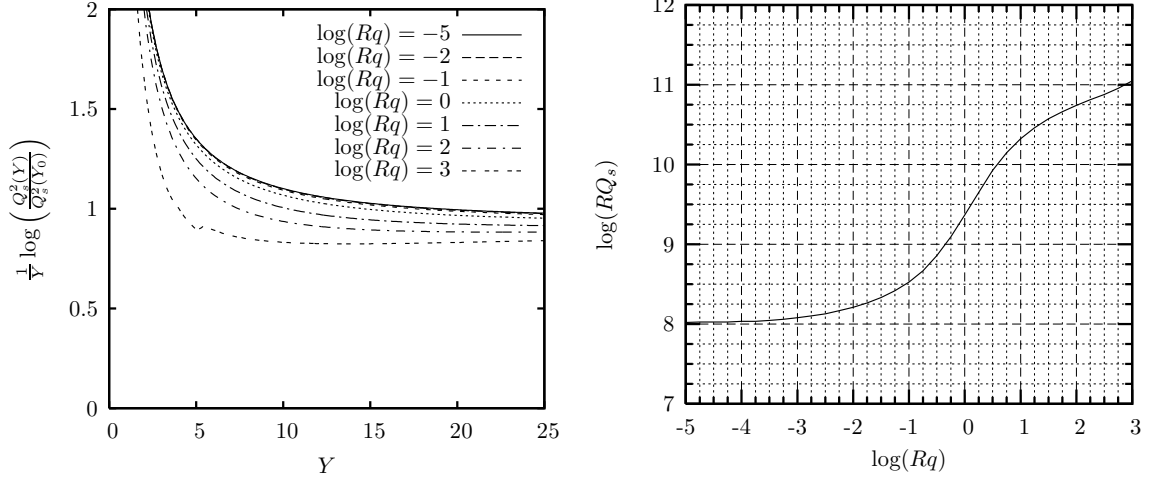 2
1.5
1
0.5
0
0 5 10 15 20 25
Y
1/Y log (Q_s^2(Y)/Q_s^2(Y_0))
log(Rq) = −5
log(Rq) = −2
log(Rq) = −1
log(Rq) = 0
log(Rq) = 1
log(Rq) = 2
log(Rq) = 3
12
11
10
9
8
7
-5 -4 -3 -2 -1 0 1 2 3
log(Rq)
log(RQ_s)